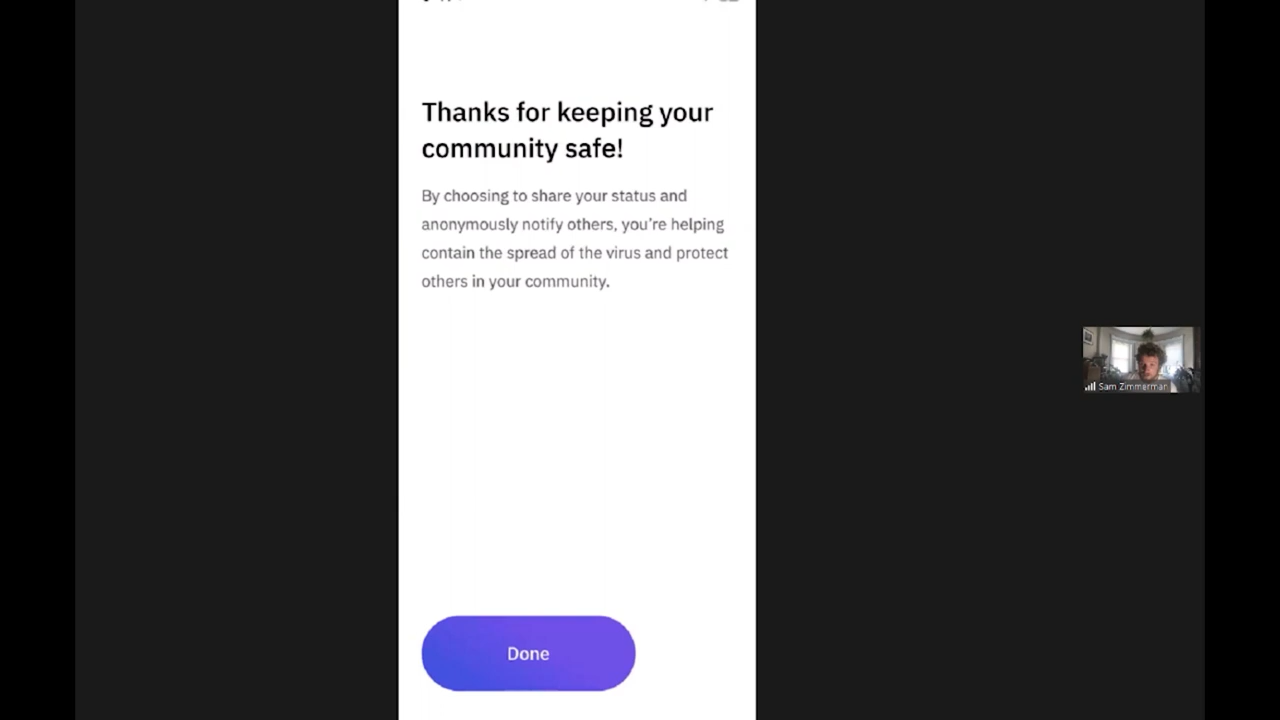 Thanks for keeping your
community safe!
By choosing to share your status and
anonymously notify others, you’re helping
contain the spread of the virus and protect
others in your community.
Done
Sam Zimmerman